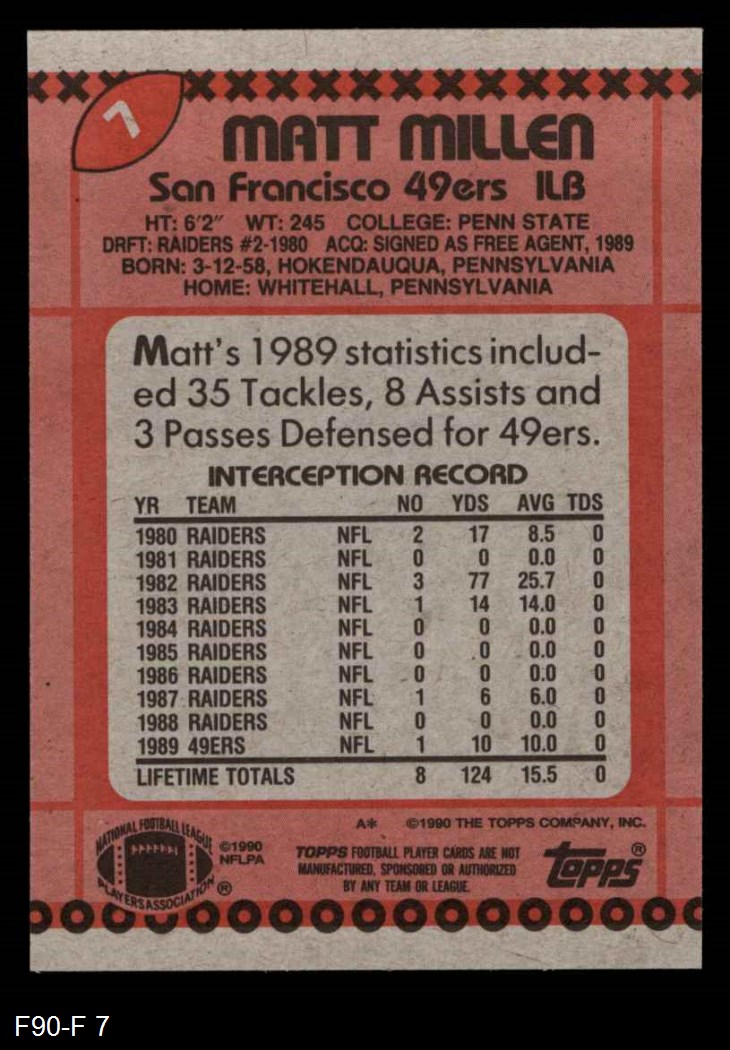 7
MATT MILLEN
San Francisco 49ers ILB
HT: 6'2" WT: 245 COLLEGE: PENN STATE
DRFT: RAIDERS #2-1980 ACQ: SIGNED AS FREE AGENT, 1989
BORN: 3-12-58, HOKENDAUQUA, PENNSYLVANIA
HOME: WHITEHALL, PENNSYLVANIA
Matt's 1989 statistics includ-
ed 35 Tackles, 8 Assists and
3 Passes Defensed for 49ers.
INTERCEPTION RECORD
YR TEAM NO YDS AVG TDS
1980 RAIDERS NFL 2 17 8.5 0
1981 RAIDERS NFL 0 0 0.0 0
1982 RAIDERS NFL 3 77 25.7 0
1983 RAIDERS NFL 1 14 14.0 0
1984 RAIDERS NFL 0 0 0.0 0
1985 RAIDERS NFL 0 0 0.0 0
1986 RAIDERS NFL 0 0 0.0 0
1987 RAIDERS NFL 1 6 6.0 0
1988 RAIDERS NFL 0 0 0.0 0
1989 49ERS NFL 1 10 10.0 0
LIFETIME TOTALS 8 124 15.5 0
A* ©1990 THE TOPPS COMPANY, INC.
NATIONAL FOOTBALL LEAGUE
PLAYERS ASSOCIATION ®
©1990
NFLPA
TOPPS FOOTBALL PLAYER CARDS ARE NOT
MANUFACTURED, SPONSORED OR AUTHORIZED
BY ANY TEAM OR LEAGUE.
topps®
F90-F 7